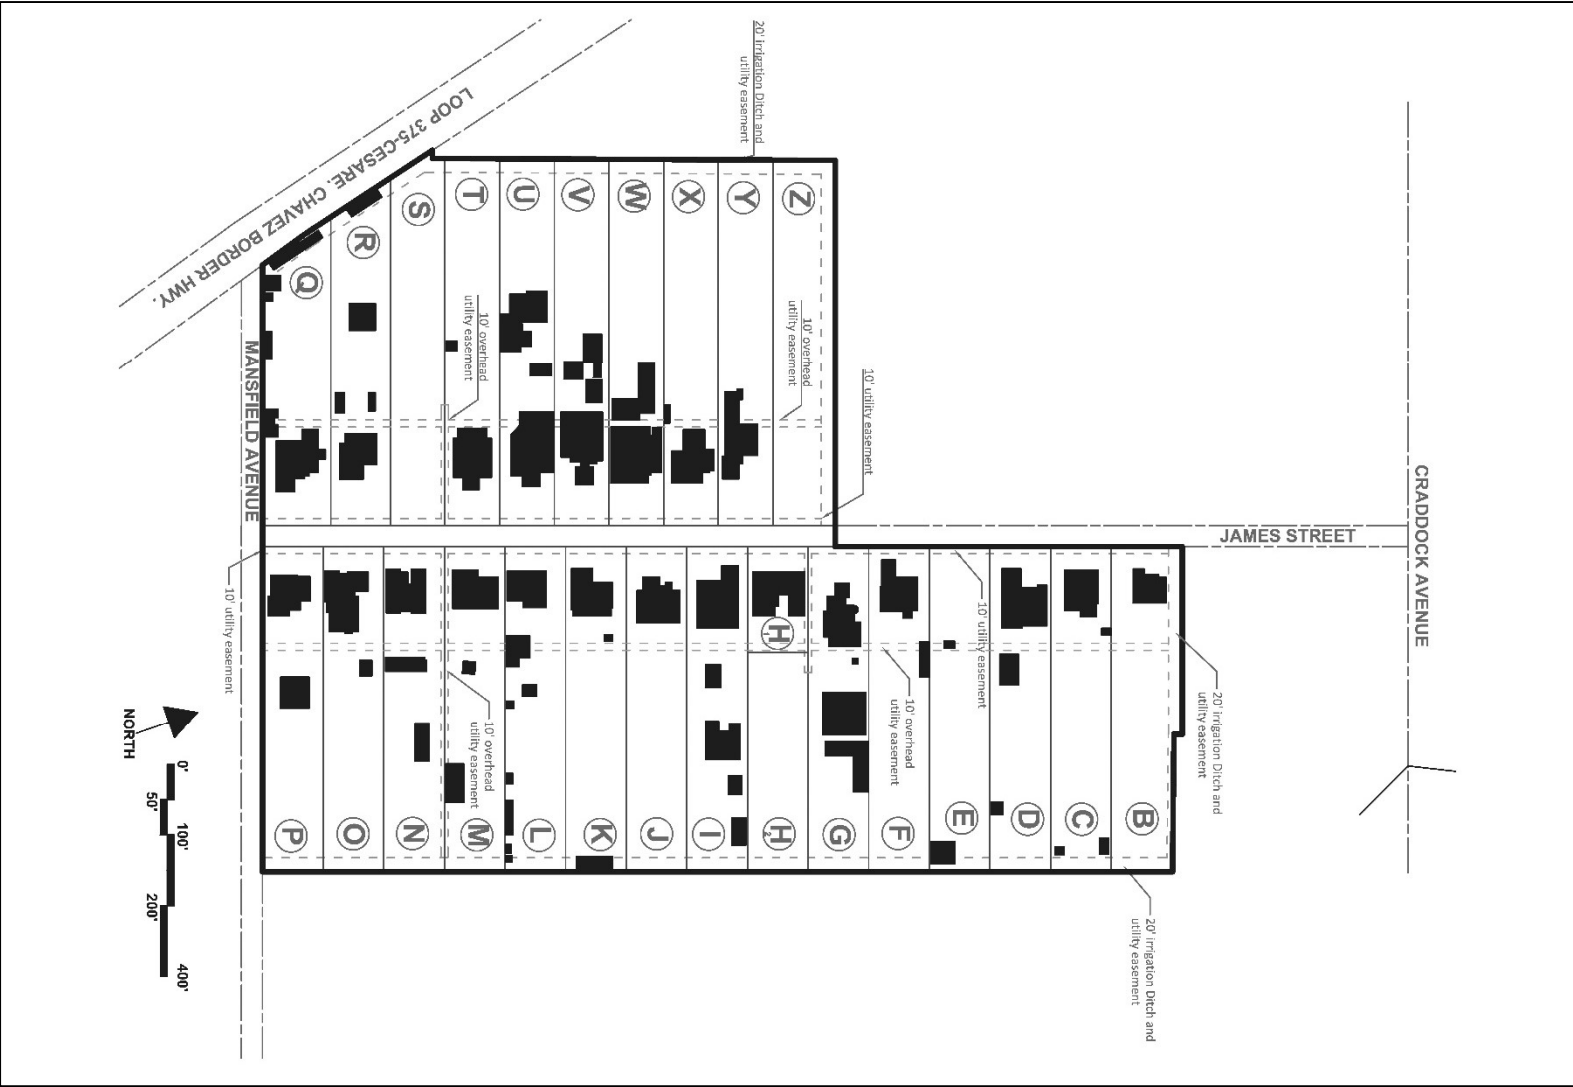 20' irrigation Ditch and
utility easement
LOOP 375-CESARE. CHAVEZ BORDER HWY.
Z
Y
X
W
V
U
T
S
R
Q
10' overhead
utility easement
10' overhead
utility easement
10' utility easement
MANSFIELD AVENUE
CRADDOCK AVENUE
JAMES STREET
10' utility easement
10' utility easement
H
1
10' overhead
utility easement
10' overhead
utility easement
20' irrigation Ditch and
utility easement
P
O
N
M
L
K
J
I
H
2
G
F
E
D
C
B
20' irrigation Ditch and
utility easement
NORTH
0'
50'
100'
200'
400'